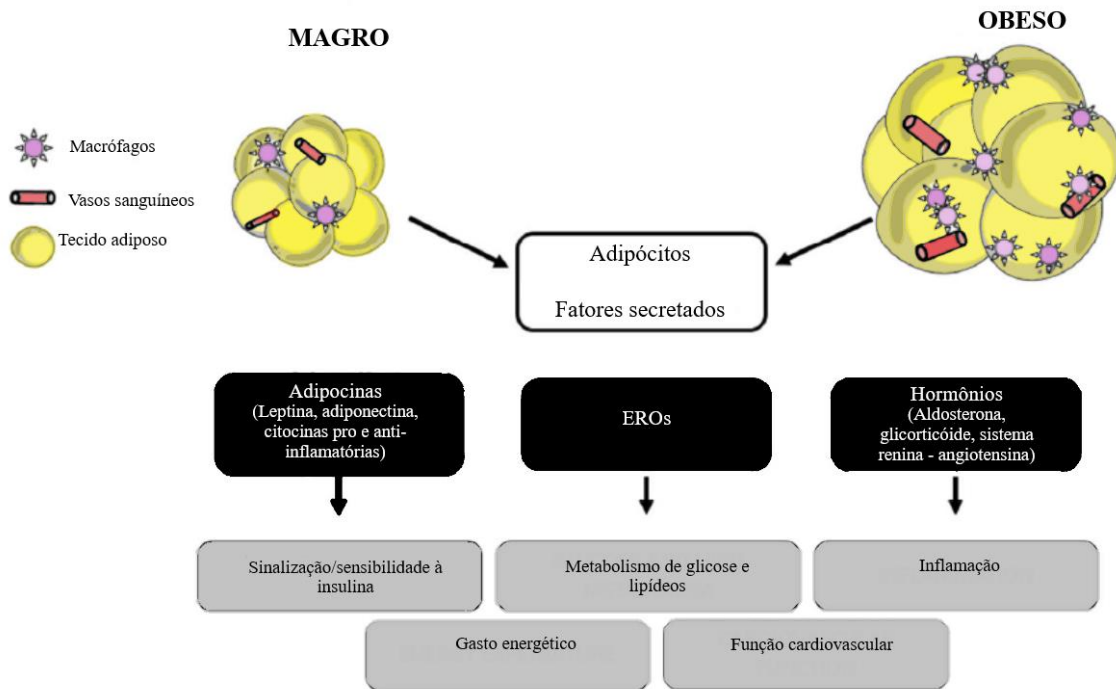 MAGRO
OBESO
Macrófagos
Vasos sanguíneos
Tecido adiposo
Adipócitos
Fatores secretados
Adipocinas
(Leptina, adiponectina,
citocinas pro e anti-
inflamatórias)
EROs
Hormônios
(Aldosterona,
glicorticóide, sistema
renina - angiotensina)
Sinalização/sensibilidade à
insulina
Metabolismo de glicose e
lipídeos
Inflamação
Gasto energético
Função cardiovascular